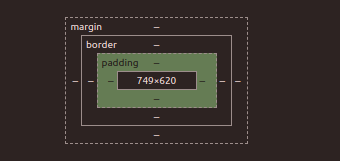 margin –
border –
padding –
– – – 749×620 – – –
–
–
–